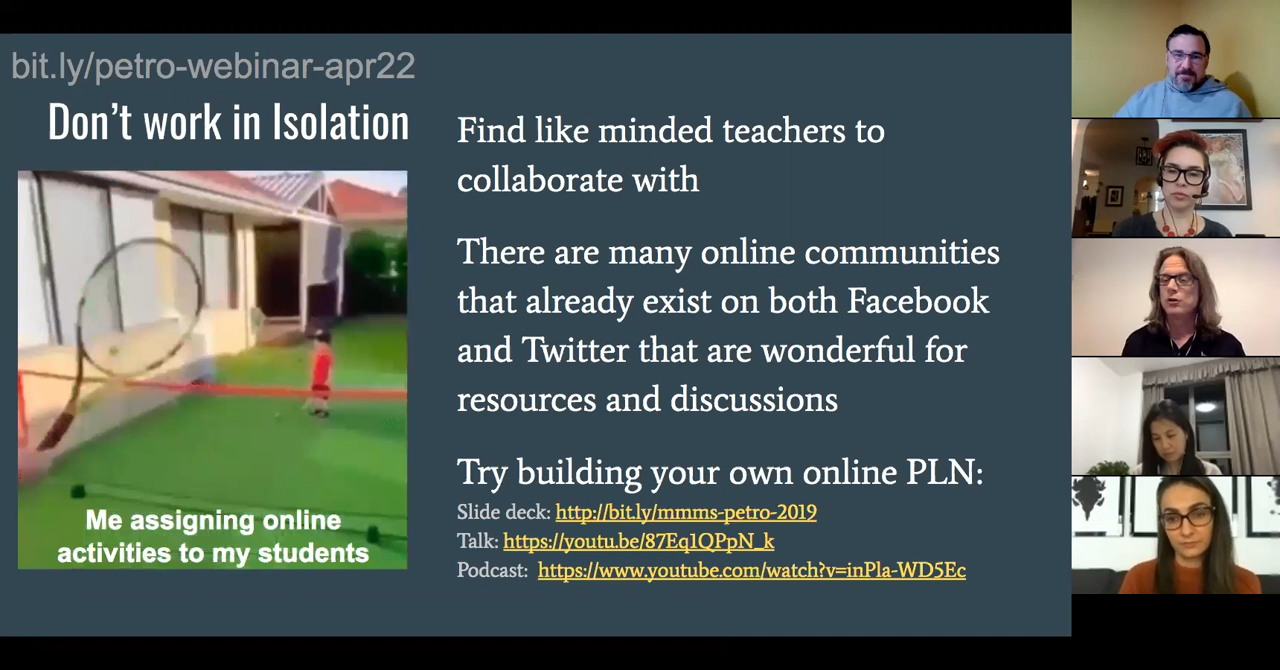 bit.ly/petro-webinar-apr22
Don’t work in Isolation
Me assigning online
activities to my students
Find like minded teachers to
collaborate with
There are many online communities
that already exist on both Facebook
and Twitter that are wonderful for
resources and discussions
Try building your own online PLN:
Slide deck: http://bit.ly/mmms-petro-2019
Talk: https://youtu.be/87Eq1QPpN_k
Podcast: https://www.youtube.com/watch?v=inPla-WD5Ec